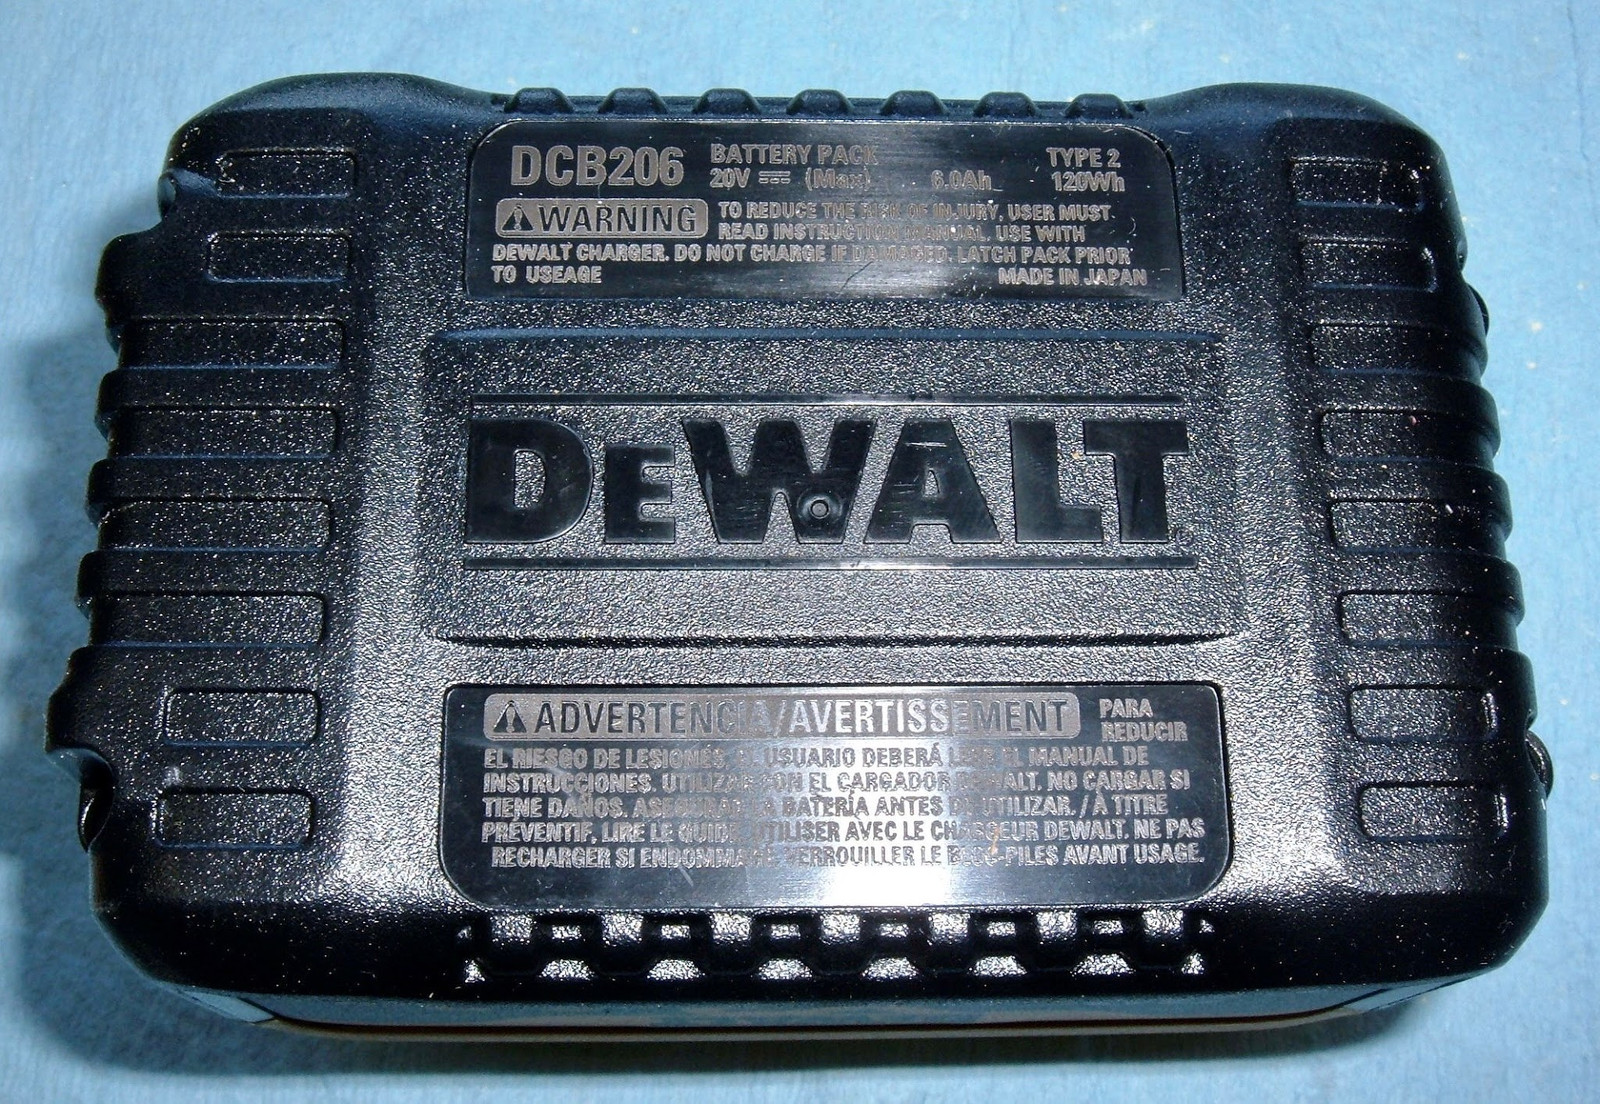 DCB206 BATTERY PACK TYPE 2
20V ⎓ (Max) 6.0Ah 120Wh
WARNING TO REDUCE THE RISK OF INJURY, USER MUST
READ INSTRUCTION MANUAL. USE WITH
DEWALT CHARGER. DO NOT CHARGE IF DAMAGED. LATCH PACK PRIOR
TO USEAGE MADE IN JAPAN
DEWALT
ADVERTENCIA/AVERTISSEMENT PARA
REDUCIR
EL RIESGO DE LESIONES, EL USUARIO DEBERÁ LEER EL MANUAL DE
INSTRUCCIONES. UTILIZAR CON EL CARGADOR DEWALT. NO CARGAR SI
TIENE DAÑOS. ASEGURAR LA BATERÍA ANTES DE UTILIZAR. / À TITRE
PRÉVENTIF, LIRE LE GUIDE. UTILISER AVEC LE CHARGEUR DEWALT. NE PAS
RECHARGER SI ENDOMMAGÉ. VERROUILLER LE BLOC-PILES AVANT USAGE.